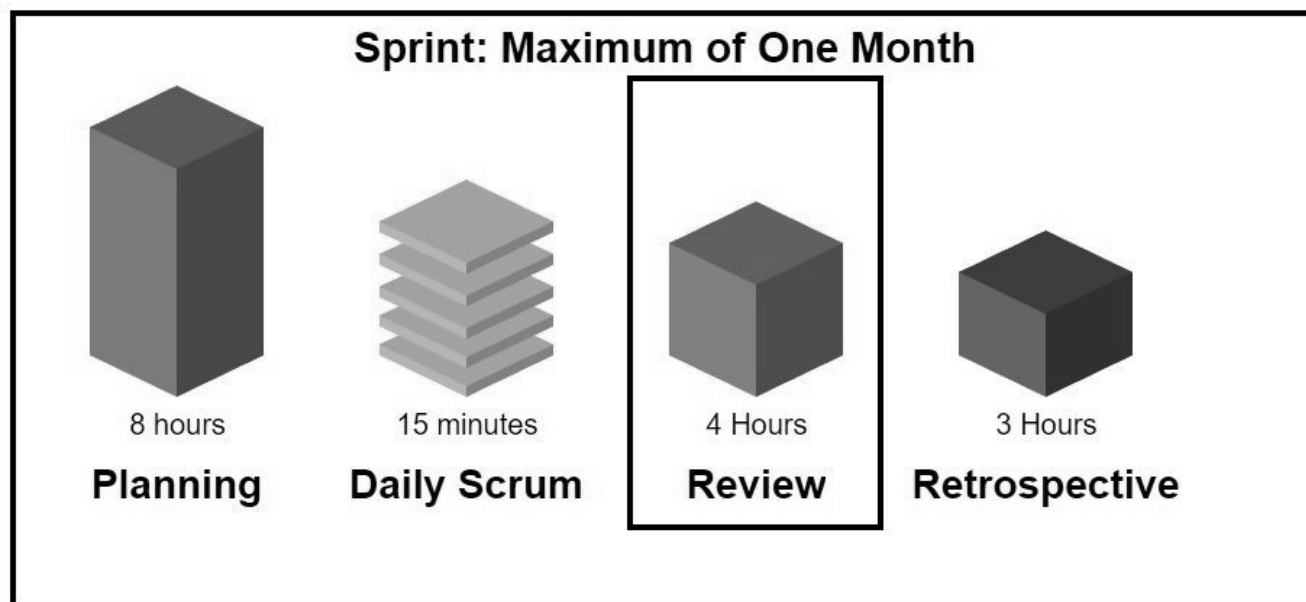 Sprint: Maximum of One Month
8 hours
15 minutes
4 Hours
3 Hours
Planning
Daily Scrum
Review
Retrospective